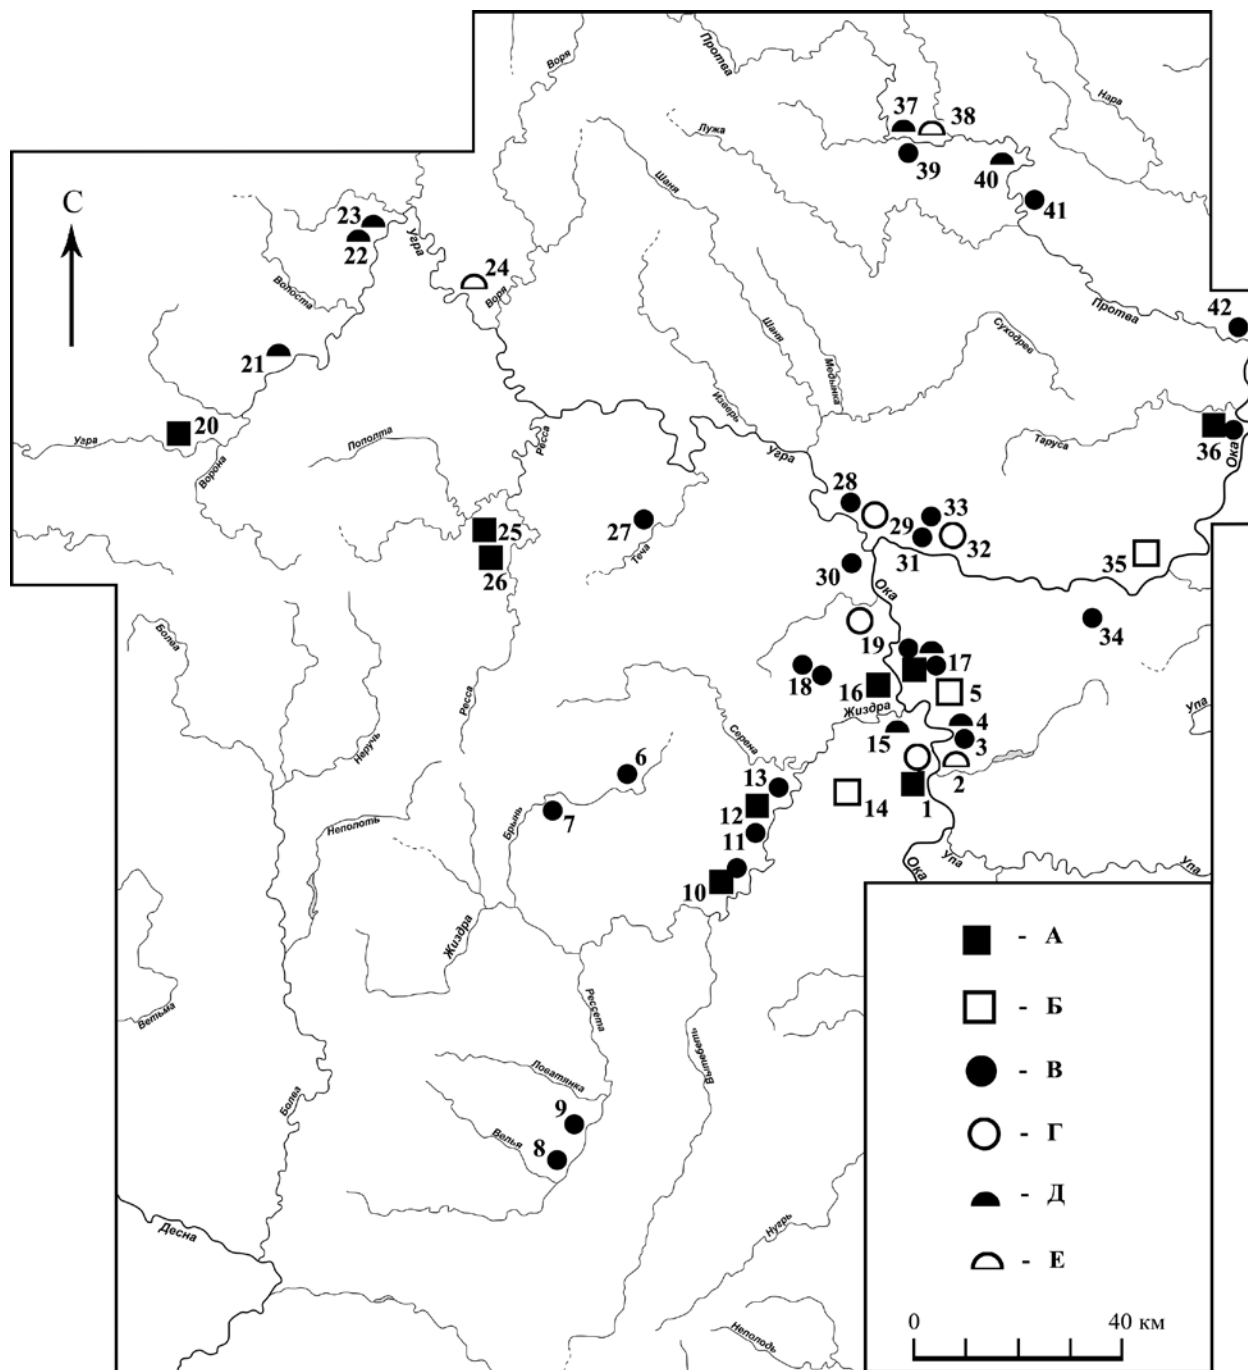 Воря
Протва
Нара
37
38
Лужа
39
40
Шаня
41
С
23
22
Угра
24
Воря
Волоста
Протва
42
Шаня
Суходрев
21
Медынка
Изверь
20
Угра
Пополта
Ресса
Таруса
36
Ока
Ворона
Угра
28
33
29
25
27
31
32
26
Теча
30
35
Ока
Болва
34
19
17
18
16
5
Ресса
Жиздра
Упа
4
15
3
Серена
Неручь
2
6
13
14
1
7
12
Брынь
Неполоть
11
Упа
Упа
10
Ока
Жиздра
- А
Рессета
- Б
Ветьма
Вытебеть
- В
Ловатянка
Болва
9
- Г
Велья
8
- Д
Десна
Нугрь
- Е
0
40 км
Неполодь